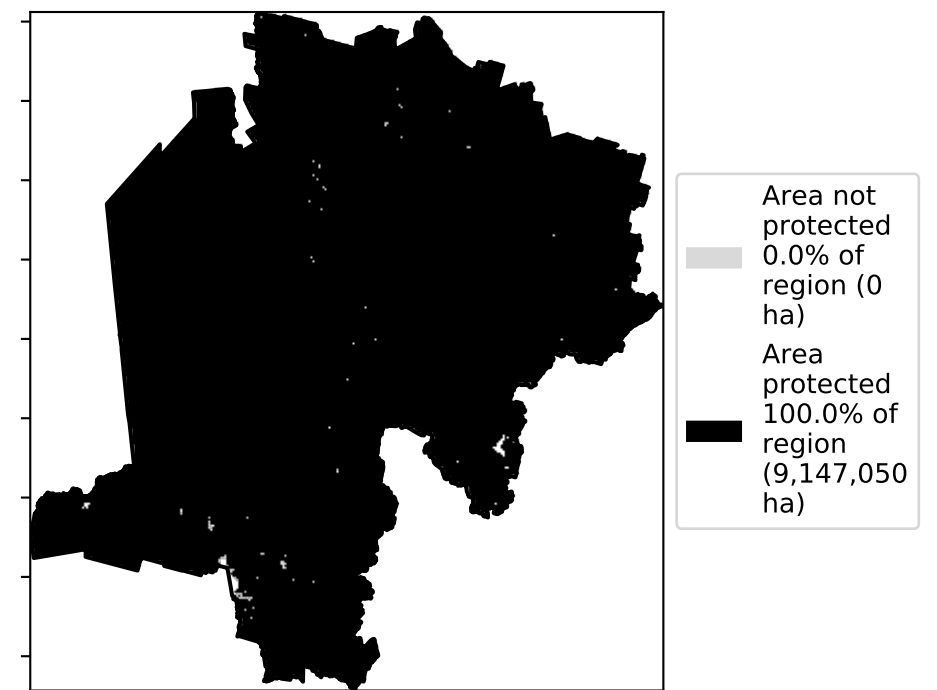 Area not
protected
0.0% of
region (0
ha)
Area
protected
100.0% of
region
(9,147,050
ha)